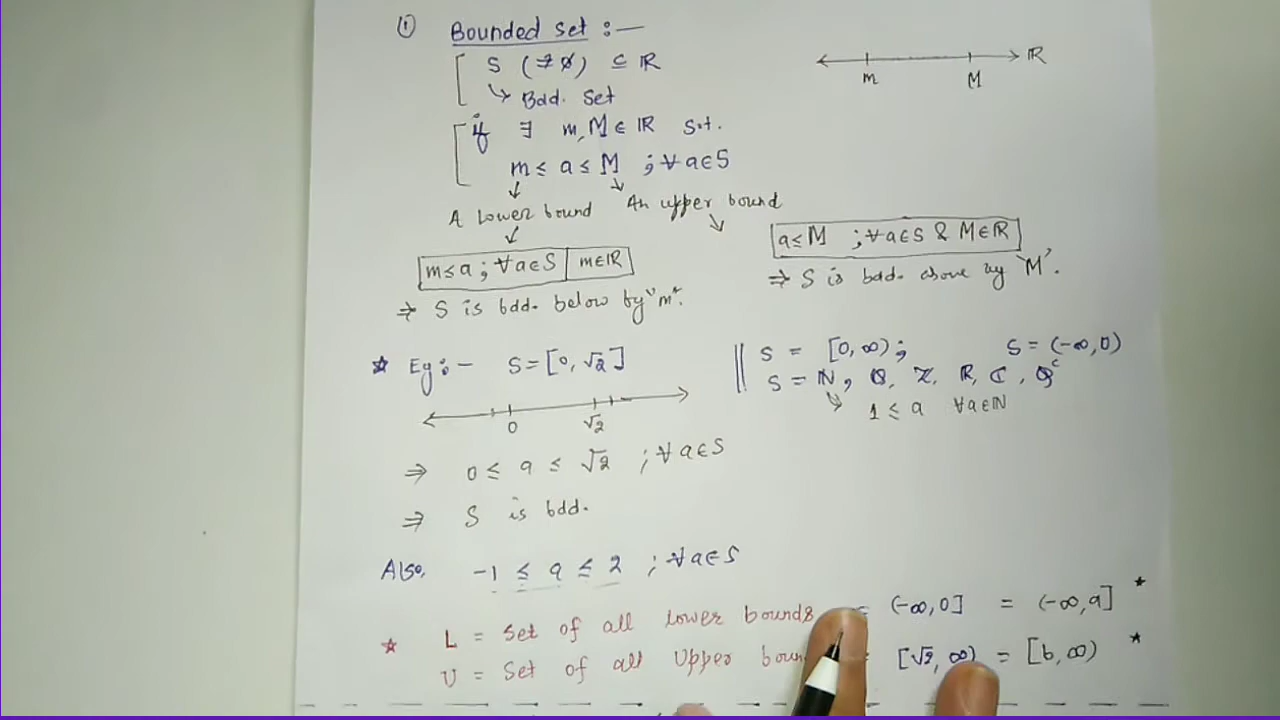 ① Bounded Set :—
S (≠ ∅) ⊆ ℝ
↳ Bdd. Set
if ∃ m, M ∈ ℝ s.t.
m ≤ a ≤ M ; ∀ a∈S
A lower bound
An upper bound
m ≤ a ; ∀a∈S | m∈ℝ
⇒ S is bdd. below by "m".
m M ℝ
a ≤ M ; ∀a∈S & M∈ℝ
⇒ S is bdd. above by 'M'.
☆ Eg :— S = [0, √2]
0 √2
⇒ 0 ≤ a ≤ √2 ; ∀ a∈S
⇒ S is bdd.
S = [0, ∞) ; S = (-∞, 0)
S = ℕ, ℚ, ℤ, ℝ, ℂ, ℚᶜ
↳ 1 ≤ a ∀a∈ℕ
Also, -1 ≤ a ≤ 2 ; ∀a∈S
☆ L = Set of all lower bounds = (-∞, 0] = (-∞, a] ☆
U = Set of all Upper = [√2, ∞) = [b, ∞) ☆